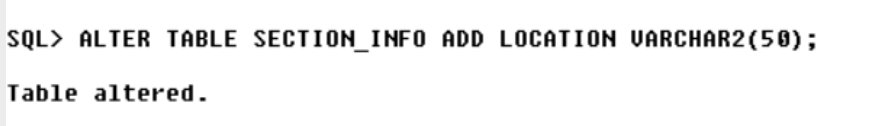 SQL> ALTER TABLE SECTION_INFO ADD LOCATION VARCHAR2(50);
Table altered.